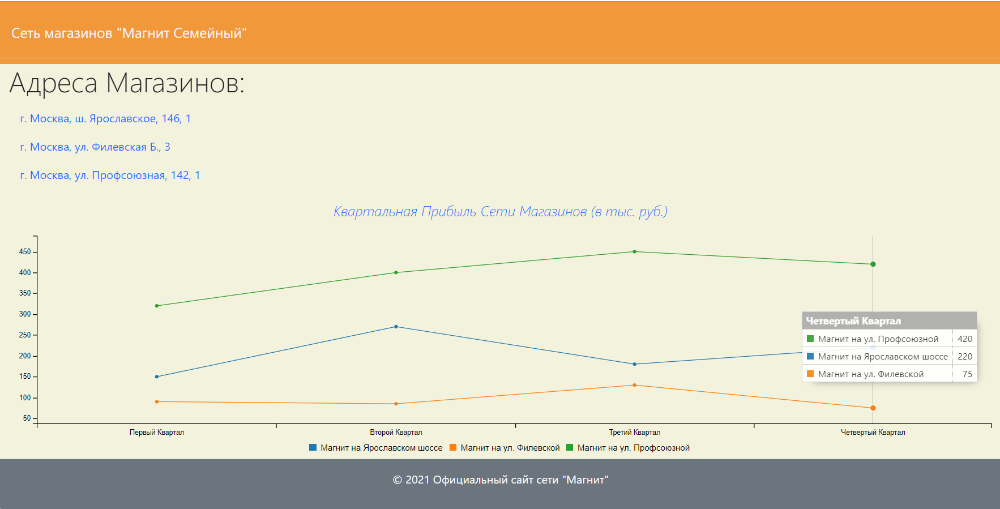 Сеть магазинов "Магнит Семейный"
Адреса Магазинов:
г. Москва, ш. Ярославское, 146, 1
г. Москва, ул. Филевская Б., 3
г. Москва, ул. Профсоюзная, 142, 1
Квартальная Прибыль Сети Магазинов (в тыс. руб.)
450
400
350
300
250
200
150
100
50
Четвертый Квартал
Магнит на ул. Профсоюзной 420
Магнит на Ярославском шоссе 220
Магнит на ул. Филевской 75
Первый Квартал Второй Квартал Третий Квартал Четвертый Квартал
Магнит на Ярославском шоссе Магнит на ул. Филевской Магнит на ул. Профсоюзной
© 2021 Официальный сайт сети "Магнит"